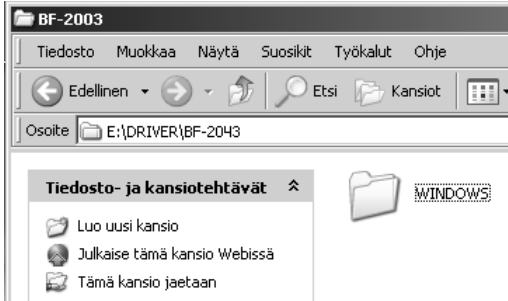 BF-2003
Tiedosto Muokkaa Näytä Suosikit Työkalut Ohje
Edellinen Etsi Kansiot
Osoite E:\DRIVER\BF-2043
Tiedosto- ja kansiotehtävät
WINDOWS
Luo uusi kansio
Julkaise tämä kansio Webissä
Tämä kansio jaetaan